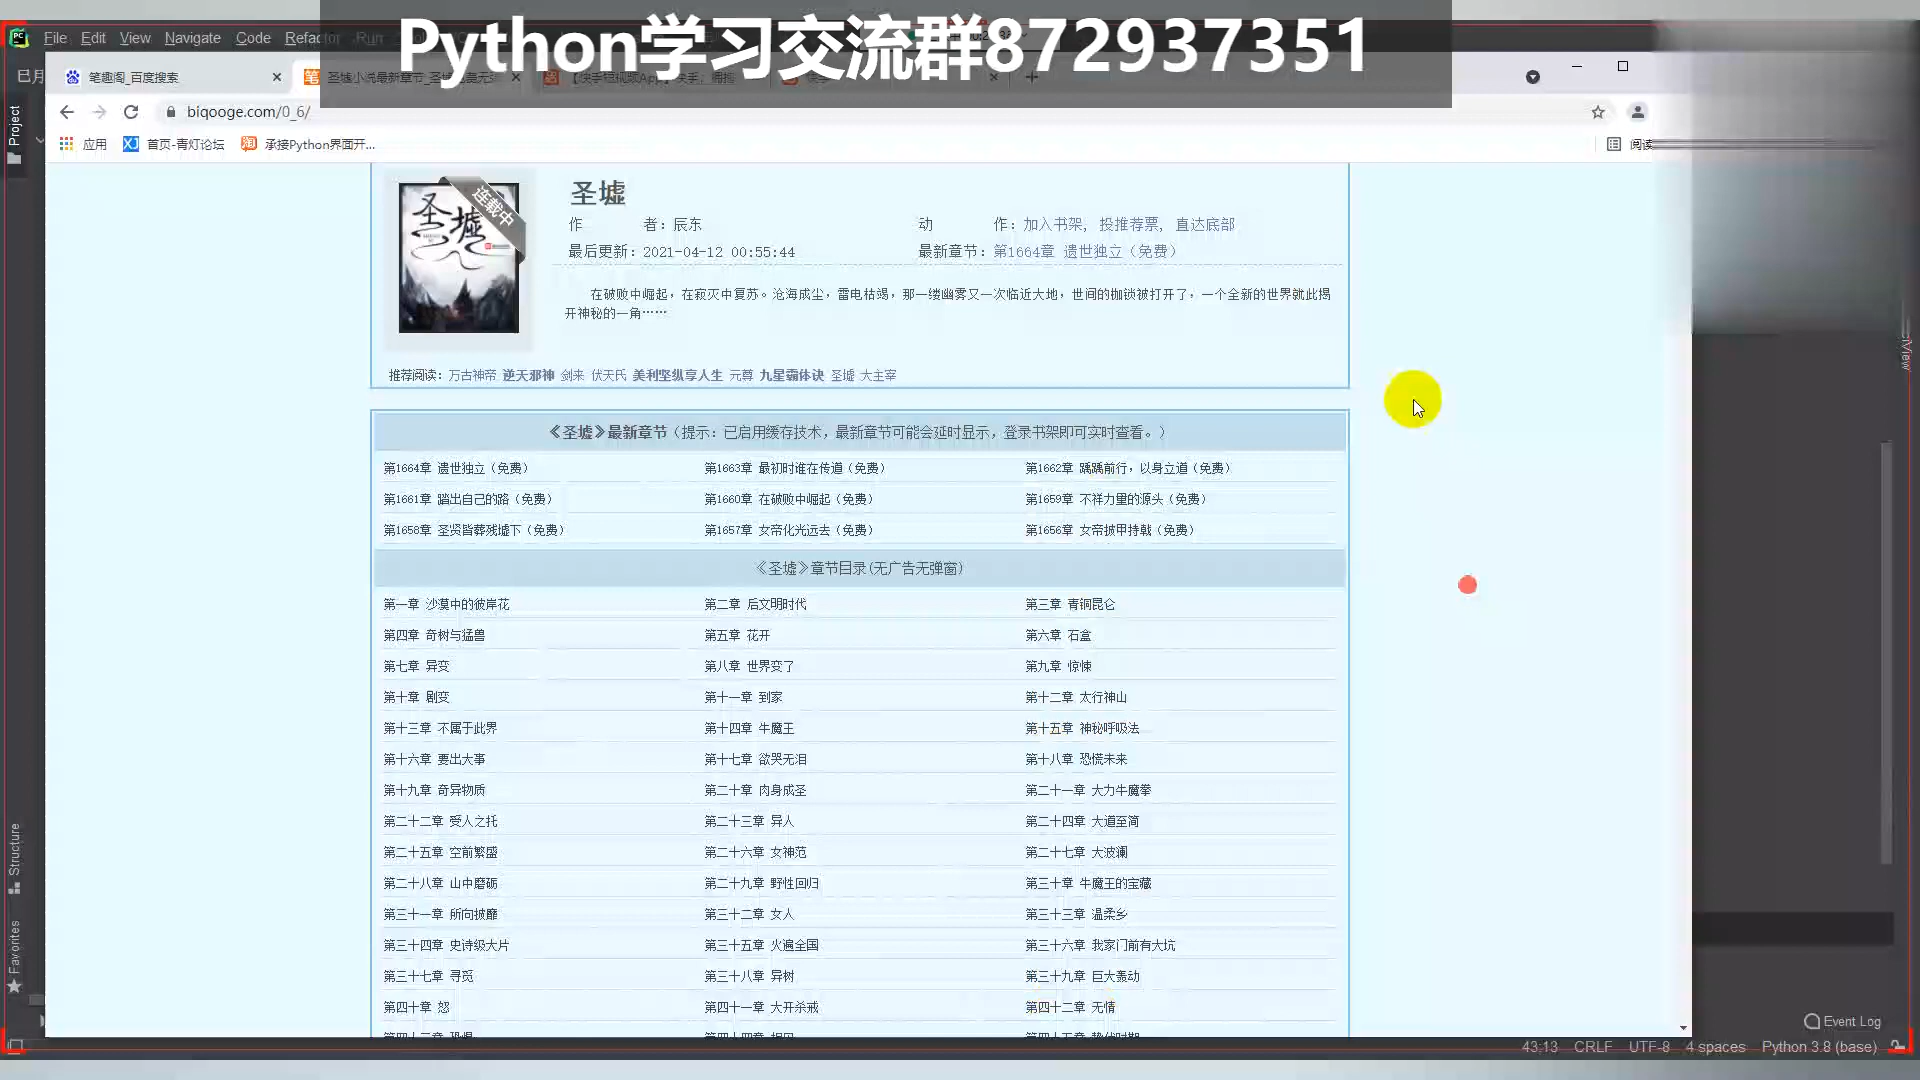 Python学习交流群872937351
File Edit View Navigate Code Refactor Run
笔趣阁_百度搜索
biqooge.com/0_6/
应用 首页-青灯论坛 承接Python界面开...
Project
圣墟
连载中
作 者：辰东 动 作：加入书架, 投推荐票, 直达底部
最后更新：2021-04-12 00:55:44 最新章节：第1664章 遗世独立（免费）
在破败中崛起，在寂灭中复苏。沧海成尘，雷电枯竭，那一缕幽雾又一次临近大地，世间的枷锁被打开了，一个全新的世界就此揭
开神秘的一角……
推荐阅读：万古神帝 逆天邪神 剑来 伏天氏 美利坚纵享人生 元尊 九星霸体诀 圣墟 大主宰
《圣墟》最新章节（提示：已启用缓存技术，最新章节可能会延时显示，登录书架即可实时查看。）
第1664章 遗世独立（免费） 第1663章 最初时谁在传道（免费） 第1662章 踽踽前行，以身立道（免费）
第1661章 踏出自己的路（免费） 第1660章 在破败中崛起（免费） 第1659章 不祥力量的源头（免费）
第1658章 圣贤皆葬残墟下（免费） 第1657章 女帝化光远去（免费） 第1656章 女帝披甲持戟（免费）
《圣墟》章节目录(无广告无弹窗)
第一章 沙漠中的彼岸花 第二章 后文明时代 第三章 青铜昆仑
第四章 奇树与猛兽 第五章 花开 第六章 石盒
第七章 异变 第八章 世界变了 第九章 惊悚
第十章 剧变 第十一章 到家 第十二章 太行神山
第十三章 不属于此界 第十四章 牛魔王 第十五章 神秘呼吸法
第十六章 要出大事 第十七章 欲哭无泪 第十八章 恐慌未来
第十九章 奇异物质 第二十章 肉身成圣 第二十一章 大力牛魔拳
第二十二章 受人之托 第二十三章 异人 第二十四章 大道至简
第二十五章 空前繁盛 第二十六章 女神范 第二十七章 大波澜
第二十八章 山中磨砺 第二十九章 野性回归 第三十章 牛魔王的宝藏
第三十一章 所向披靡 第三十二章 女人 第三十三章 温柔乡
第三十四章 史诗级大片 第三十五章 火遍全国 第三十六章 我家门前有大坑
第三十七章 寻觅 第三十八章 异树 第三十九章 巨大轰动
第四十章 怒 第四十一章 大开杀戒 第四十二章 无情
Structure
Favorites
Event Log
43:13 CRLF UTF-8 4 spaces Python 3.8 (base)